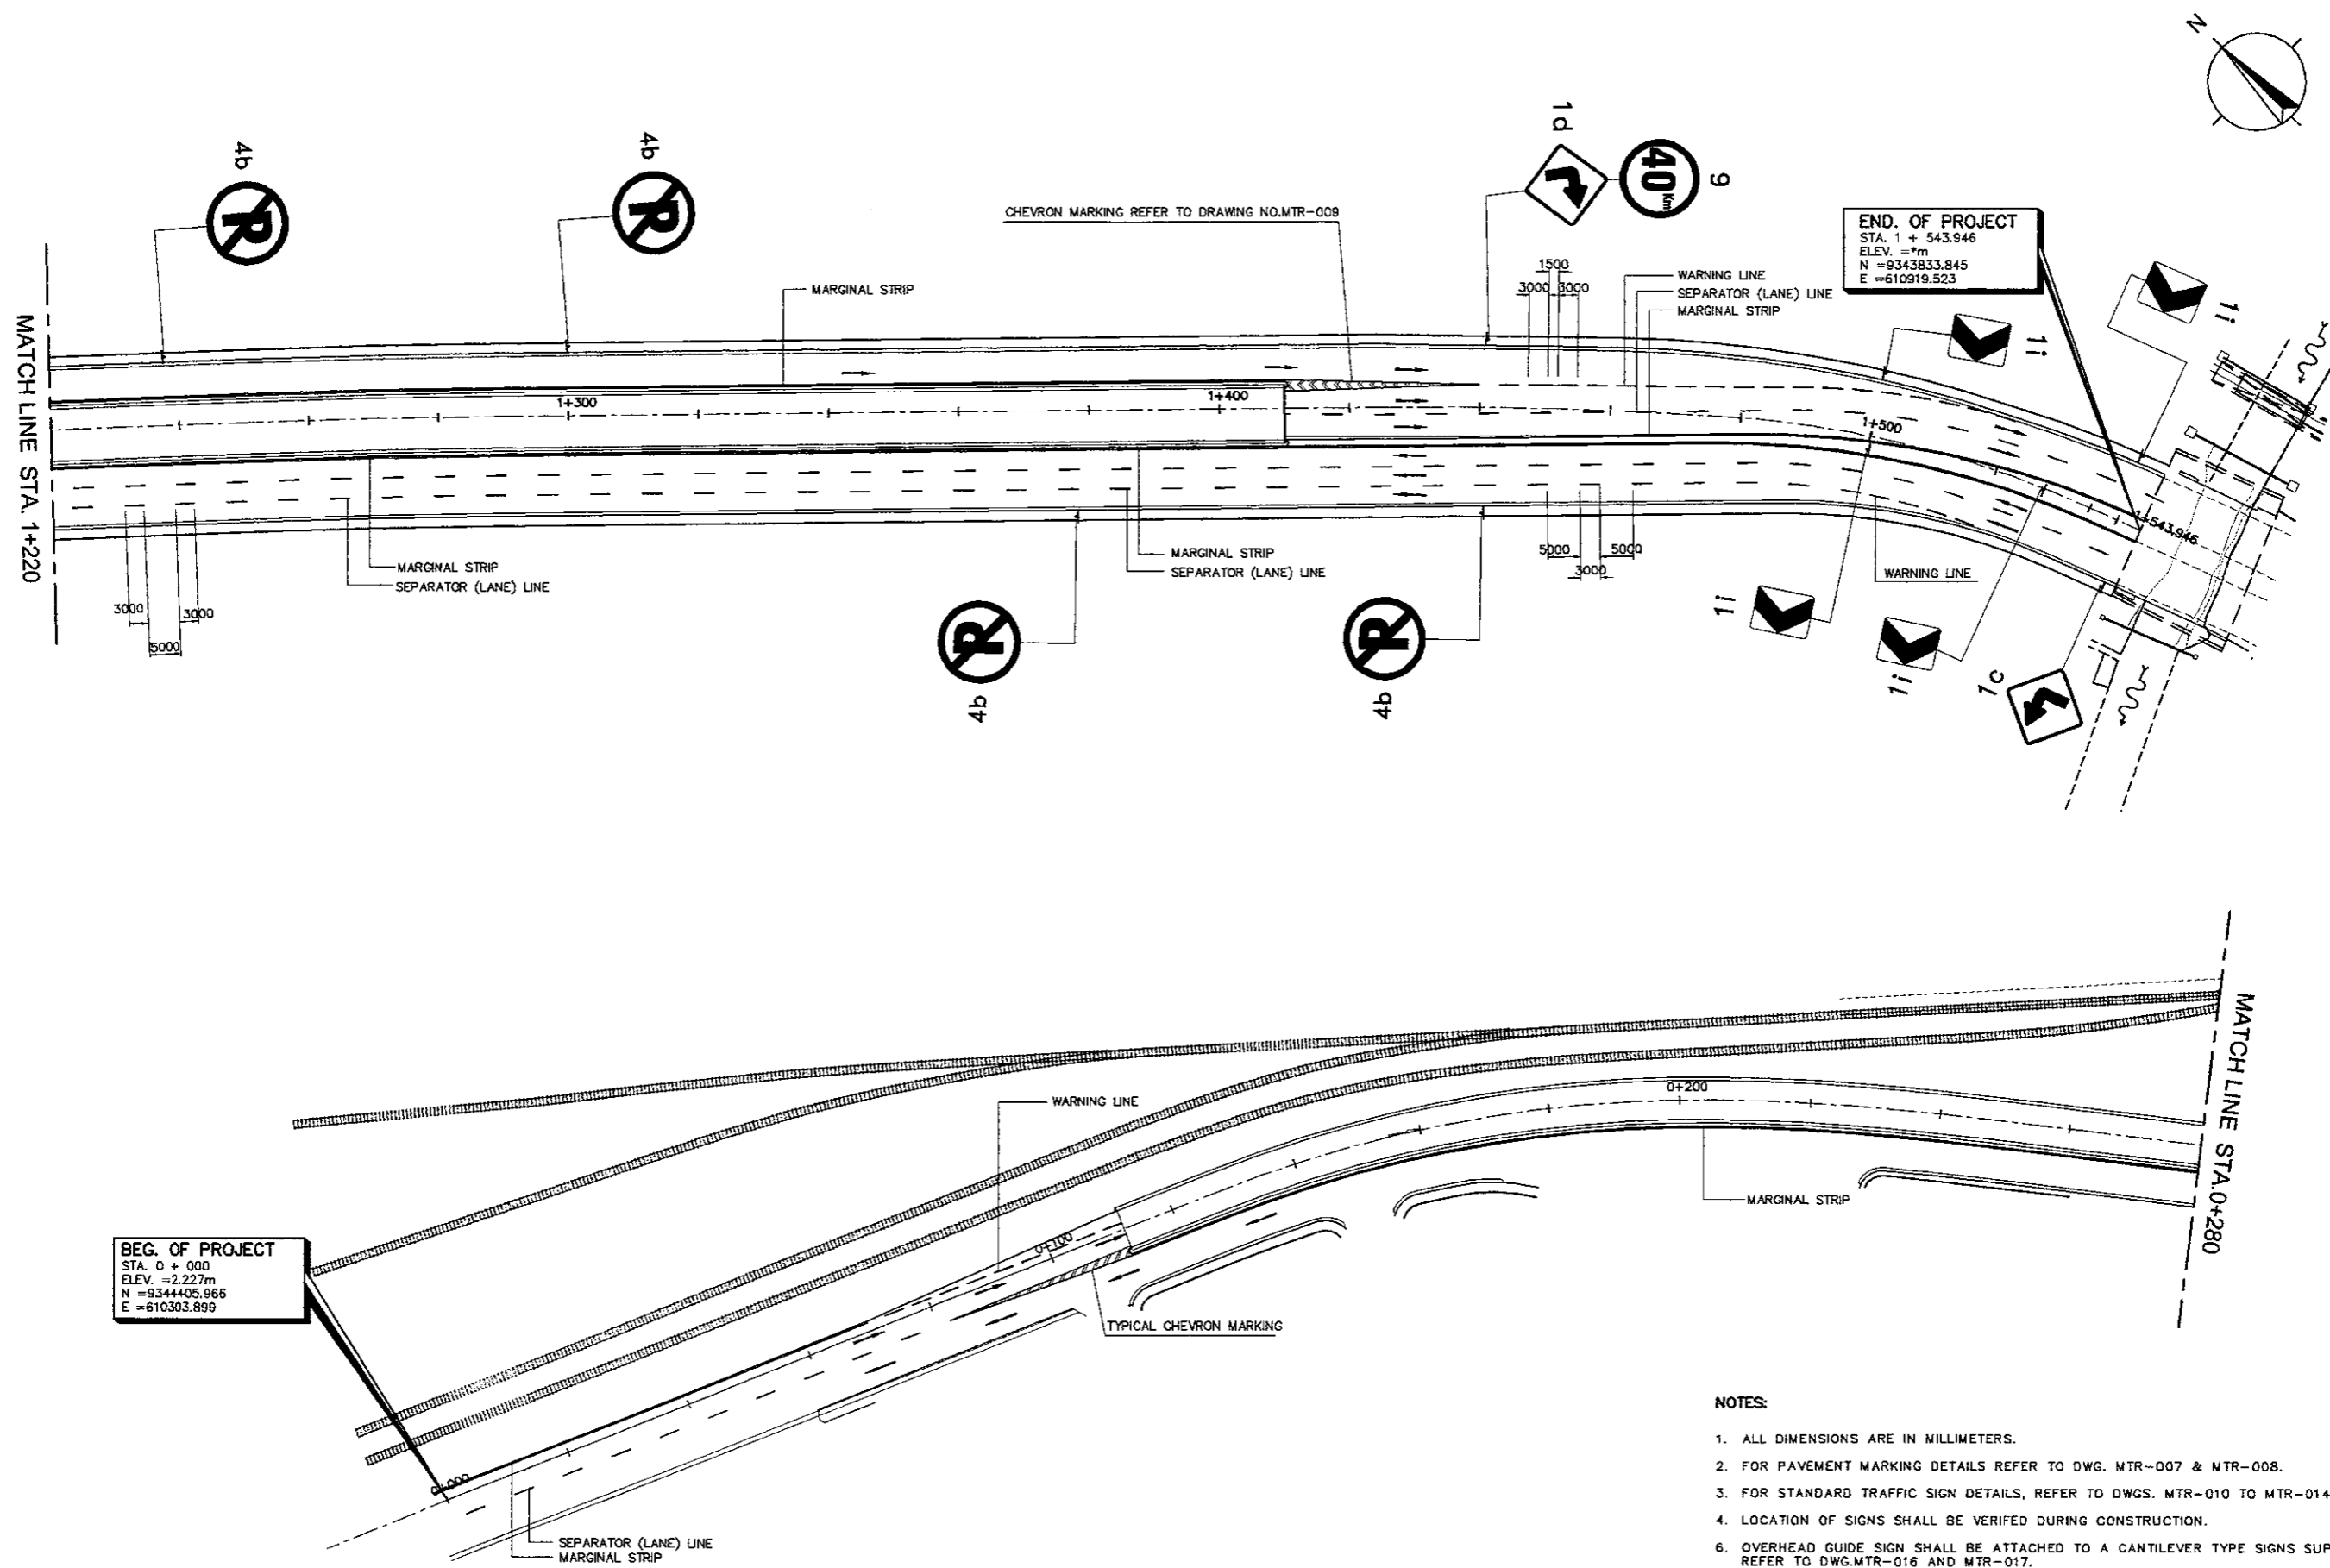 N
4b
4b
1d
9
40 Km
P
P
CHEVRON MARKING REFER TO DRAWING NO.MTR-009
MARGINAL STRIP
1500
3000 3000
WARNING LINE
SEPARATOR (LANE) LINE
MARGINAL STRIP
END. OF PROJECT
STA. 1 + 543.946
ELEV. =*m
N =9343833.845
E =610919.523
1i
1i
MATCH LINE STA. 1+220
1+300
1+400
1+500
1+543.946
MARGINAL STRIP
SEPARATOR (LANE) LINE
3000 3000
5000
MARGINAL STRIP
SEPARATOR (LANE) LINE
5000 5000
3000
WARNING LINE
P
P
4b
4b
1i
1i
1c
MATCH LINE STA.0+280
0+200
WARNING LINE
MARGINAL STRIP
0+100
TYPICAL CHEVRON MARKING
BEG. OF PROJECT
STA. 0 + 000
ELEV. =2.227m
N =9344405.966
E =610303.899
0+000
SEPARATOR (LANE) LINE
MARGINAL STRIP
NOTES:
1. ALL DIMENSIONS ARE IN MILLIMETERS.
2. FOR PAVEMENT MARKING DETAILS REFER TO DWG. MTR-007 & MTR-008.
3. FOR STANDARD TRAFFIC SIGN DETAILS, REFER TO DWGS. MTR-010 TO MTR-014
4. LOCATION OF SIGNS SHALL BE VERIFED DURING CONSTRUCTION.
6. OVERHEAD GUIDE SIGN SHALL BE ATTACHED TO A CANTILEVER TYPE SIGNS SUP
REFER TO DWG.MTR-016 AND MTR-017.